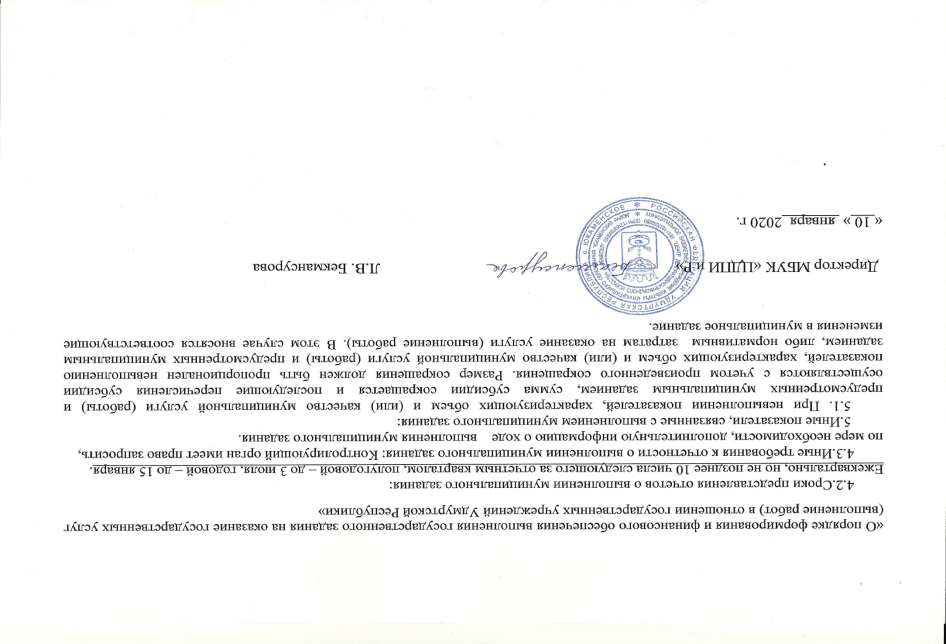 «О порядке формирования и финансового обеспечения выполнения государственного задания на оказание государственных услуг
(выполнение работ) в отношении государственных учреждений Удмуртской Республики»
4.2.Сроки представления отчетов о выполнении муниципального задания:
Ежеквартально, но не позднее 10 числа следующего за отчетным кварталом, полугодовой – до 3 июля, годовой – до 15 января.
4.3.Иные требования к отчетности о выполнении муниципального задания: Контролирующий орган имеет право запросить,
по мере необходимости, дополнительную информацию о ходе выполнения муниципального задания.
5.Иные показатели, связанные с выполнением муниципального задания:
5.1. При невыполнении показателей, характеризующих объем и (или) качество муниципальной услуги (работы) и
предусмотренных муниципальным заданием, сумма субсидии сокращается и последующие перечисления субсидии
осуществляются с учетом произведенного сокращения. Размер сокращения должен быть пропорционален невыполнению
показателей, характеризующих объем и (или) качество муниципальной услуги (работы) и предусмотренных муниципальным
заданием, либо нормативным затратам на оказание услуги (выполнение работы). В этом случае вносятся соответствующие
изменения в муниципальное задание.
Директор МБУК «ЦДПИ и Р» Л.В. Бекмансурова
«10» января 2020 г.
РОССИЙСКАЯ ФЕДЕРАЦИЯ УДМУРТСКАЯ РЕСПУБЛИКА с. ЮКАМЕНСКОЕ